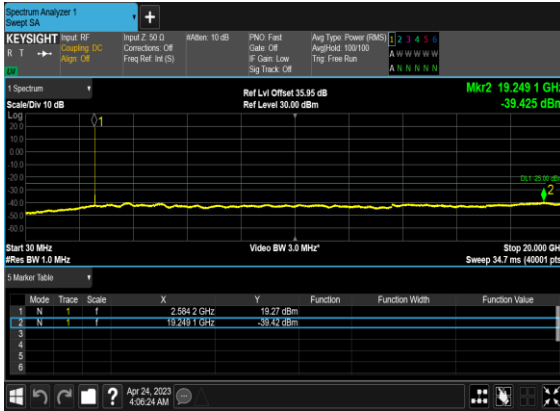 Spectrum Analyzer 1
Swept SA
+
KEYSIGHT Input: RF Input Z: 50 Ω #Atten: 10 dB PNO: Fast Avg Type: Power (RMS) 1 2 3 4 5 6
R T Coupling: DC Corrections: Off Gate: Off Avg|Hold: 100/100 A W W W W W
Align: Off Freq Ref: Int (S) IF Gain: Low Trig: Free Run
Sig Track: Off A N N N N N
1 Spectrum
Ref Lvl Offset 35.95 dB Mkr2 19.249 1 GHz
Scale/Div 10 dB Ref Level 30.00 dBm -39.425 dBm
Log
20.0 1
10.0
0.00
-10.0
-20.0 DL1
-30.0 2
-40.0
-50.0
-60.0
Start 30 MHz Video BW 3.0 MHz* Stop 20.000 GHz
#Res BW 1.0 MHz Sweep 34.7 ms (40001 pts)
5 Marker Table
Mode Trace Scale X Y Function Function Width Function Value
1 N 1 f 2.584 2 GHz 19.27 dBm
2 N 1 f 19.249 1 GHz -39.42 dBm
3
4
5
6
? Apr 24, 2023
4:06:24 AM